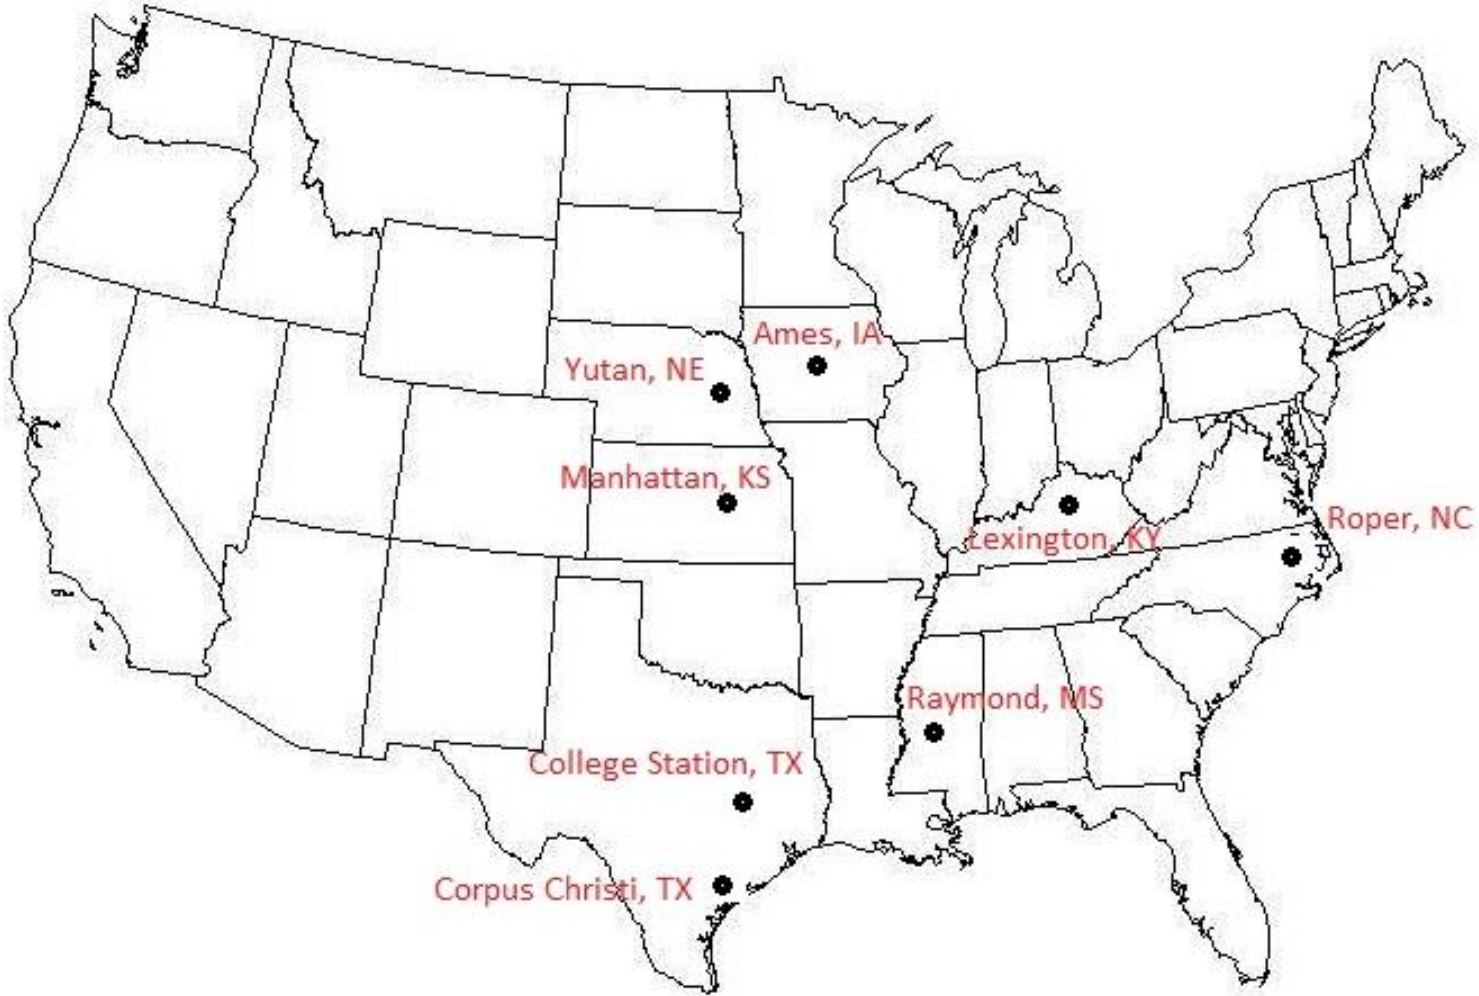 Ames, IA
Yutan, NE
Manhattan, KS
Roper, NC
Lexington, KY
Raymond, MS
College Station, TX
Corpus Christi, TX